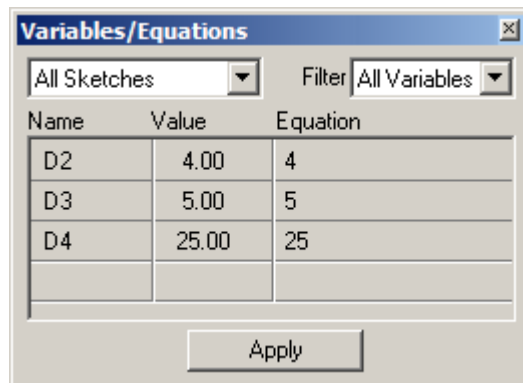 Variables/Equations
All Sketches Filter All Variables
Name Value Equation
D2 4.00 4
D3 5.00 5
D4 25.00 25
Apply